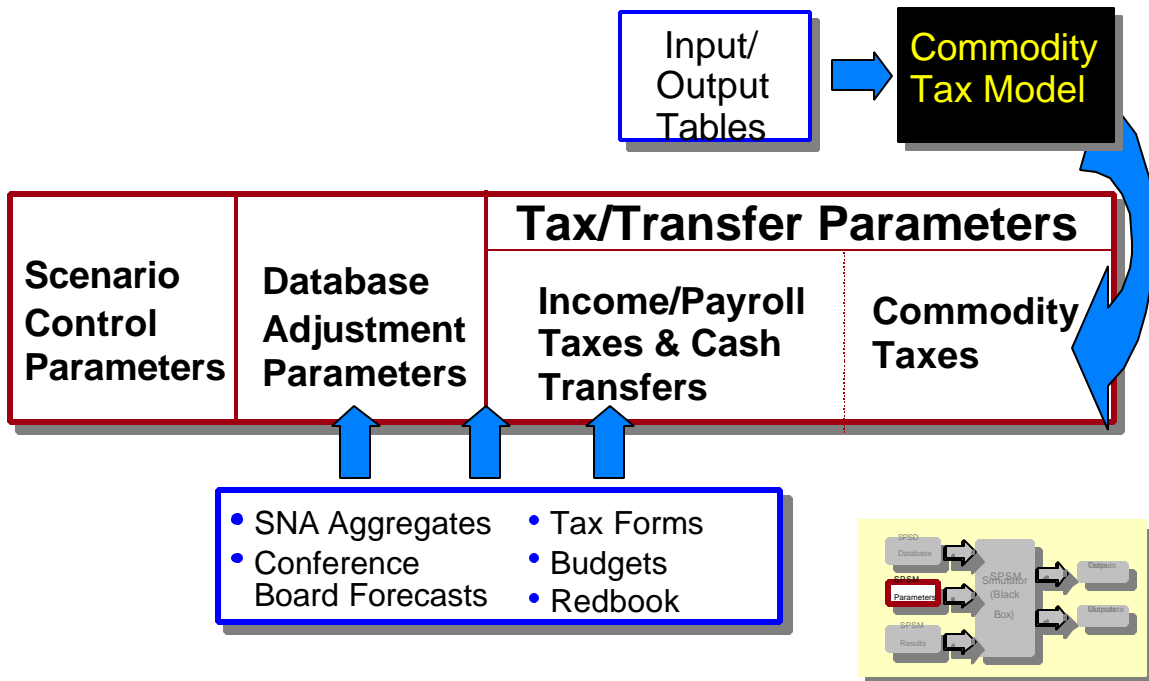 Input/
Output
Tables
Commodity
Tax Model
Tax/Transfer Parameters
Scenario
Control
Parameters
Database
Adjustment
Parameters
Income/Payroll
Taxes & Cash
Transfers
Commodity
Taxes
• SNA Aggregates
• Conference
Board Forecasts
• Tax Forms
• Budgets
• Redbook
SPSD
Database
SPSM
Parameters
SPSM
Results
SPSM
Simulator
(Black
Box)